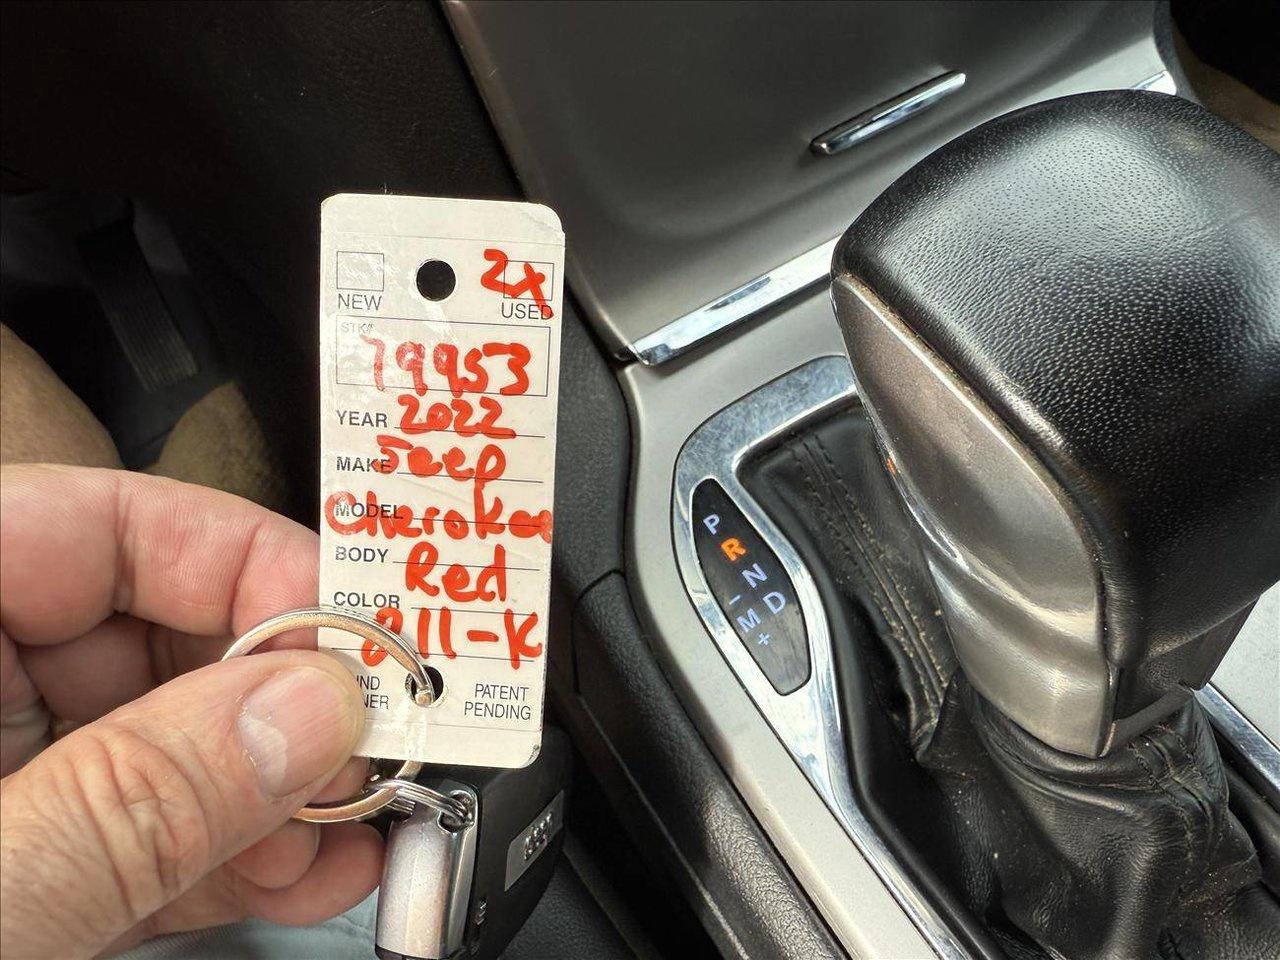 2x
NEW USED
STK#
79953
YEAR 2022
MAKE Jeep
MODEL Cherokee
BODY Red
COLOR 211-K
PATENT
PENDING
P
R
N
D
-
M
+